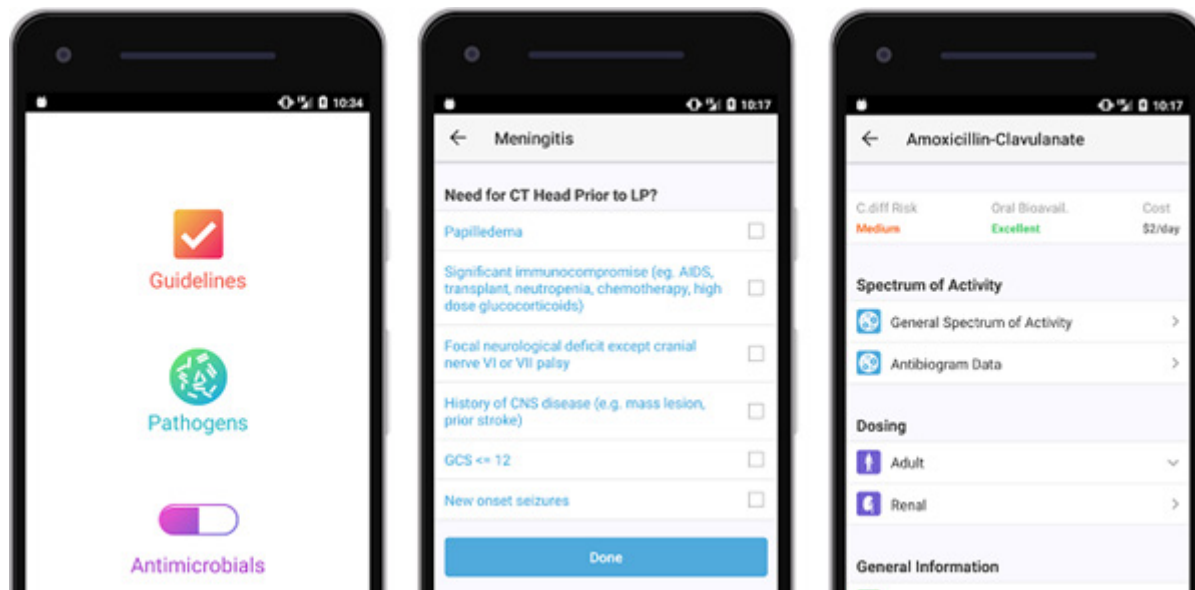 10:34
Guidelines
Pathogens
Antimicrobials
10:17
Meningitis
Need for CT Head Prior to LP?
Papilledema
Significant immunocompromise (eg. AIDS,
transplant, neutropenia, chemotherapy, high
dose glucocorticoids)
Focal neurological deficit except cranial
nerve VI or VII palsy
History of CNS disease (e.g. mass lesion,
prior stroke)
GCS <= 12
New onset seizures
Done
10:17
Amoxicillin-Clavulanate
C.diff Risk Oral Bioavail. Cost
Medium Excellent $2/day
Spectrum of Activity
General Spectrum of Activity
Antibiogram Data
Dosing
Adult
Renal
General Information